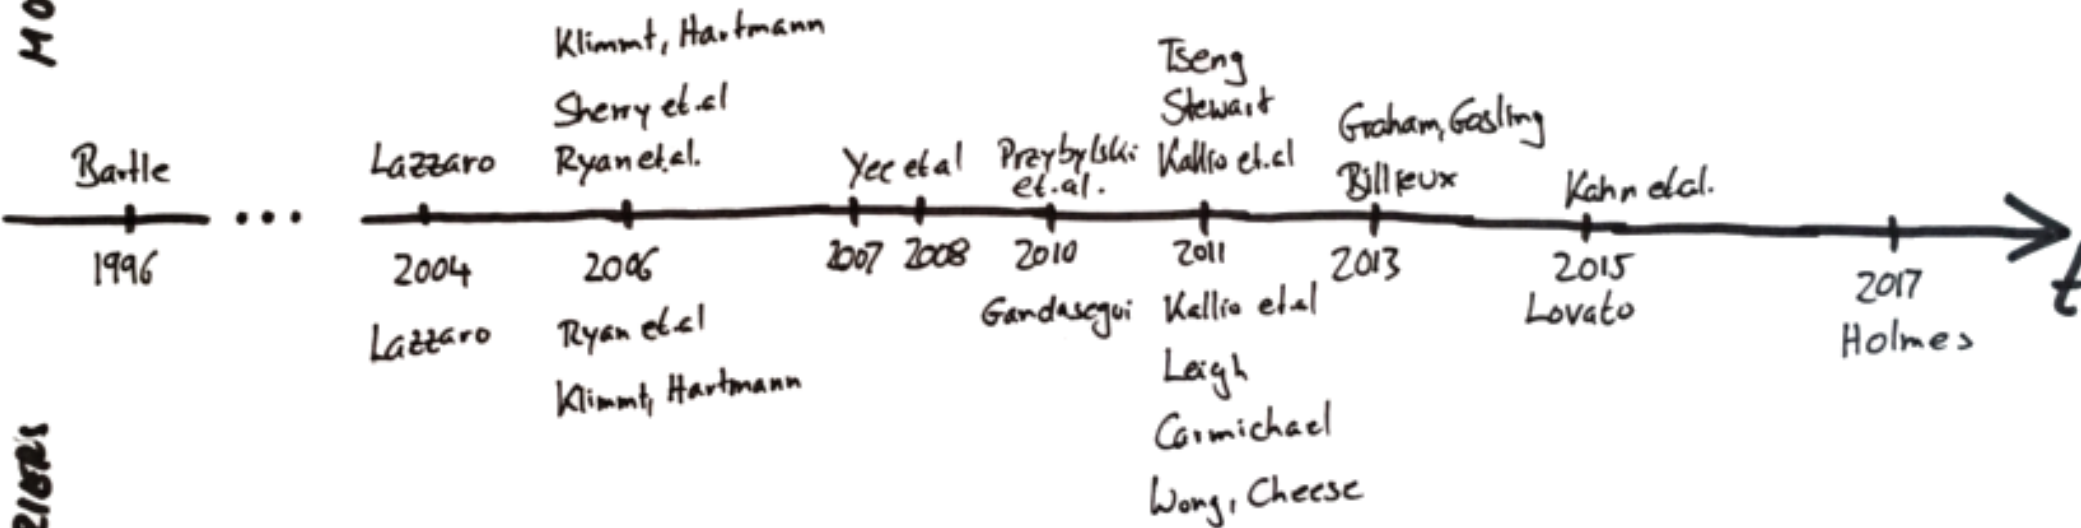 MO
Klimmt, Hartmann
Sherry et.al
Ryan et.al.
Tseng
Stewart
Kallio et.al
Graham, Gosling
Billieux
Bartle
Lazzaro
Yee et al
Przybylski
et.al.
Kahn et al.
...
1996
2004
2006
2007
2008
2010
2011
2013
2015
2017
t
Lazzaro
Ryan et.al
Klimmt, Hartmann
Gandasegui
Kallio et.al
Leigh
Carmichael
Wong, Cheese
Lovato
Holmes